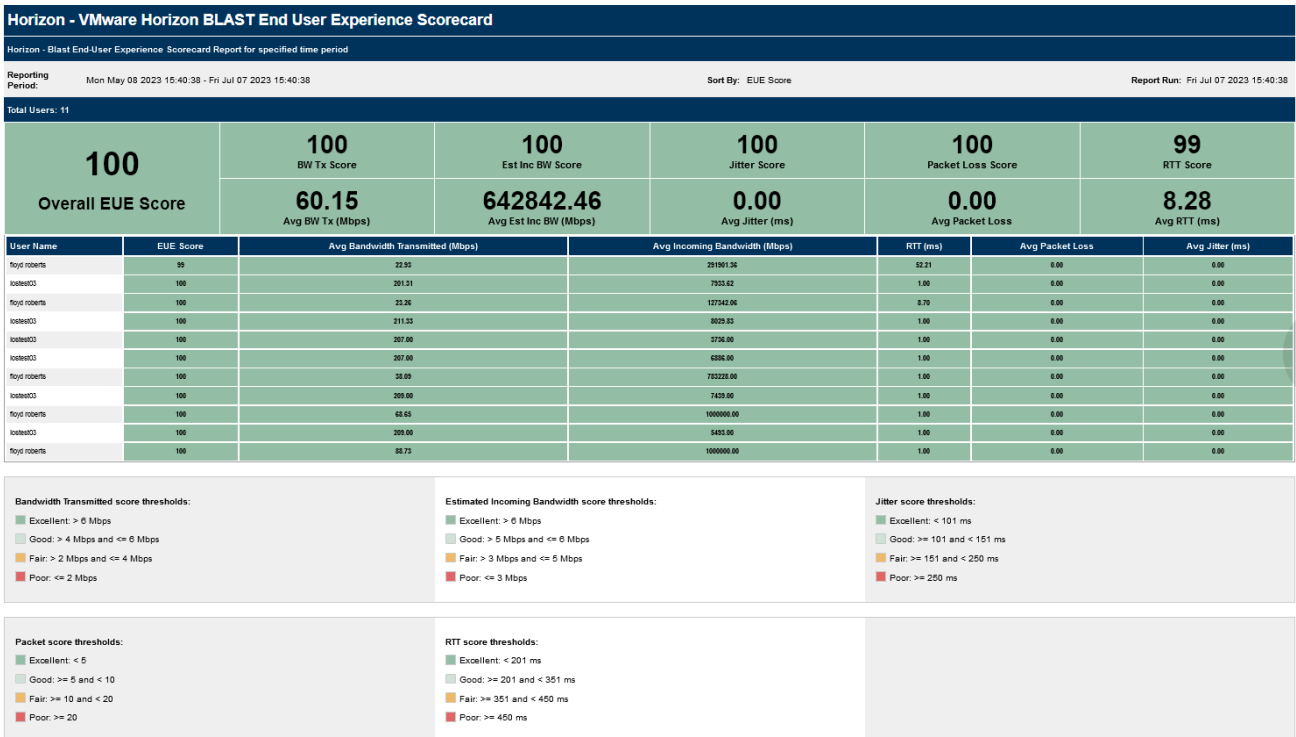 Horizon - VMware Horizon BLAST End User Experience Scorecard
Horizon - Blast End-User Experience Scorecard Report for specified time period
Reporting Period: Mon May 08 2023 15:40:38 - Fri Jul 07 2023 15:40:38 Sort By: EUE Score Report Run: Fri Jul 07 2023 15:40:38
Total Users: 11
100 Overall EUE Score
100 100 100 100 99
BW Tx Score Est Inc BW Score Jitter Score Packet Loss Score RTT Score
60.15 642842.46 0.00 0.00 8.28
Avg BW Tx (Mbps) Avg Est Inc BW (Mbps) Avg Jitter (ms) Avg Packet Loss Avg RTT (ms)
User Name EUE Score Avg Bandwidth Transmitted (Mbps) Avg Incoming Bandwidth (Mbps) RTT (ms) Avg Packet Loss Avg Jitter (ms)
floyd roberts 99 22.93 291901.36 52.21 0.00 0.00
lostest03 100 201.31 7933.62 1.00 0.00 0.00
floyd roberts 100 23.26 127342.06 8.70 0.00 0.00
lostest03 100 211.33 8029.83 1.00 0.00 0.00
lostest03 100 207.00 3736.00 1.00 0.00 0.00
lostest03 100 207.00 6886.00 1.00 0.00 0.00
floyd roberts 100 38.09 783228.00 1.00 0.00 0.00
lostest03 100 209.00 7439.00 1.00 0.00 0.00
floyd roberts 100 68.65 1000000.00 1.00 0.00 0.00
lostest03 100 209.00 5493.00 1.00 0.00 0.00
floyd roberts 100 88.73 1000000.00 1.00 0.00 0.00
Bandwidth Transmitted score thresholds:
Excellent: > 6 Mbps
Good: > 4 Mbps and <= 6 Mbps
Fair: > 2 Mbps and <= 4 Mbps
Poor: <= 2 Mbps
Estimated Incoming Bandwidth score thresholds:
Excellent: > 6 Mbps
Good: > 5 Mbps and <= 6 Mbps
Fair: > 3 Mbps and <= 5 Mbps
Poor: <= 3 Mbps
Jitter score thresholds:
Excellent: < 101 ms
Good: >= 101 and < 151 ms
Fair: >= 151 and < 250 ms
Poor: >= 250 ms
Packet score thresholds:
Excellent: < 5
Good: >= 5 and < 10
Fair: >= 10 and < 20
Poor: >= 20
RTT score thresholds:
Excellent: < 201 ms
Good: >= 201 and < 351 ms
Fair: >= 351 and < 450 ms
Poor: >= 450 ms